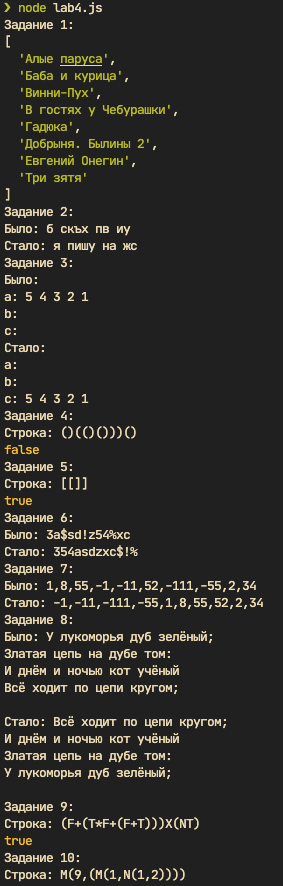 ❯ node lab4.js
Задание 1:
[
'Алые паруса',
'Баба и курица',
'Винни-Пух',
'В гостях у Чебурашки',
'Гадюка',
'Добрыня. Былины 2',
'Евгений Онегин',
'Три зятя'
]
Задание 2:
Было: б скъх пв иу
Стало: я пишу на жс
Задание 3:
Было:
a: 5 4 3 2 1
b:
c:
Стало:
a:
b:
c: 5 4 3 2 1
Задание 4:
Строка: ()(()()))()
false
Задание 5:
Строка: [[]]
true
Задание 6:
Было: 3a$sd!z54%xc
Стало: 354asdzxc$!%
Задание 7:
Было: 1,8,55,-1,-11,52,-111,-55,2,34
Стало: -1,-11,-111,-55,1,8,55,52,2,34
Задание 8:
Было: У лукоморья дуб зелёный;
Златая цепь на дубе том:
И днём и ночью кот учёный
Всё ходит по цепи кругом;
Стало: Всё ходит по цепи кругом;
И днём и ночью кот учёный
Златая цепь на дубе том:
У лукоморья дуб зелёный;
Задание 9:
Строка: (F+(T*F+(F+T)))X(NT)
true
Задание 10:
Строка: M(9,(M(1,N(1,2))))